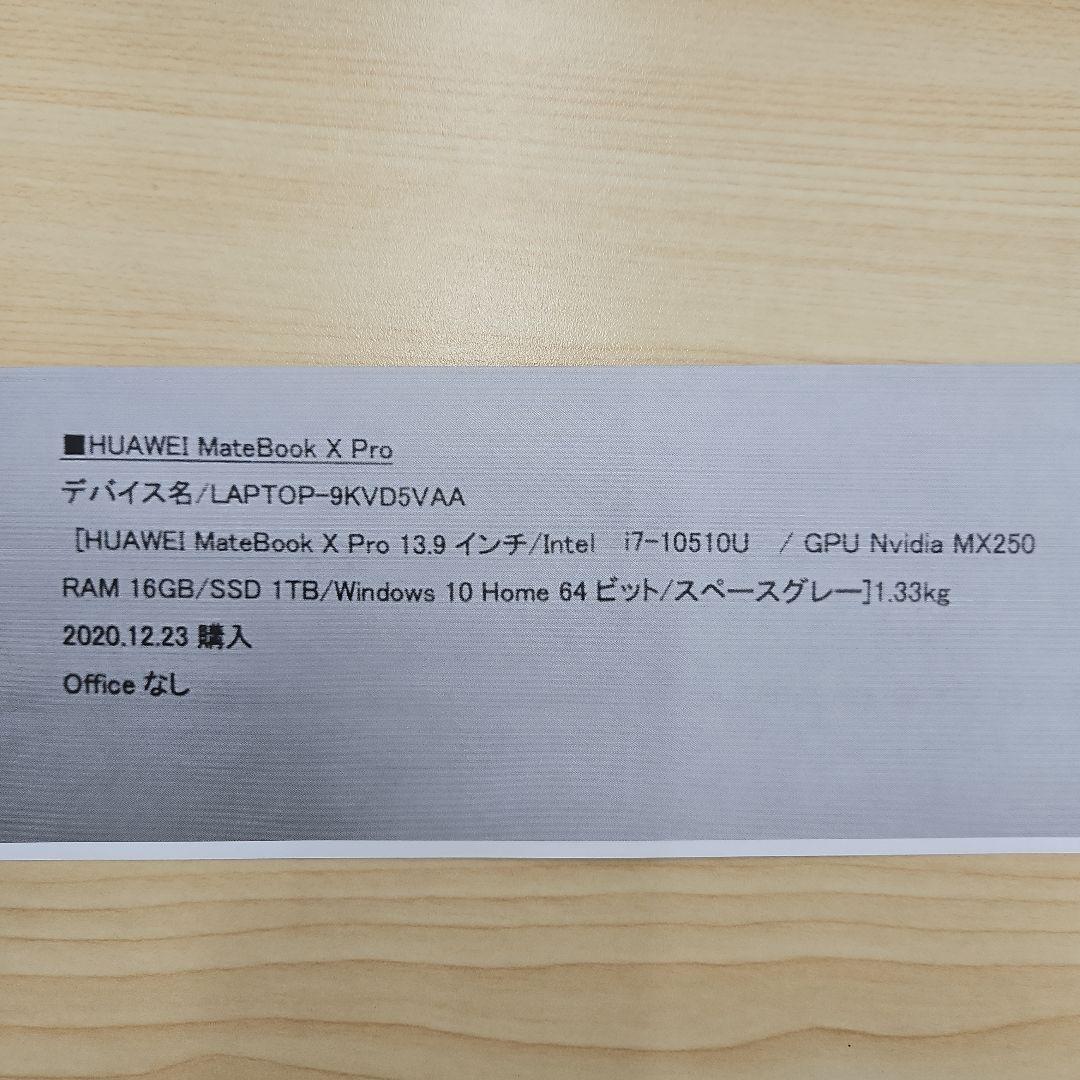 ■HUAWEI MateBook X Pro
デバイス名/LAPTOP-9KVD5VAA
［HUAWEI MateBook X Pro 13.9 インチ/Intel　i7-10510U　/ GPU Nvidia MX250
RAM 16GB/SSD 1TB/Windows 10 Home 64 ビット/スペースグレー]1.33kg
2020.12.23 購入
Office なし